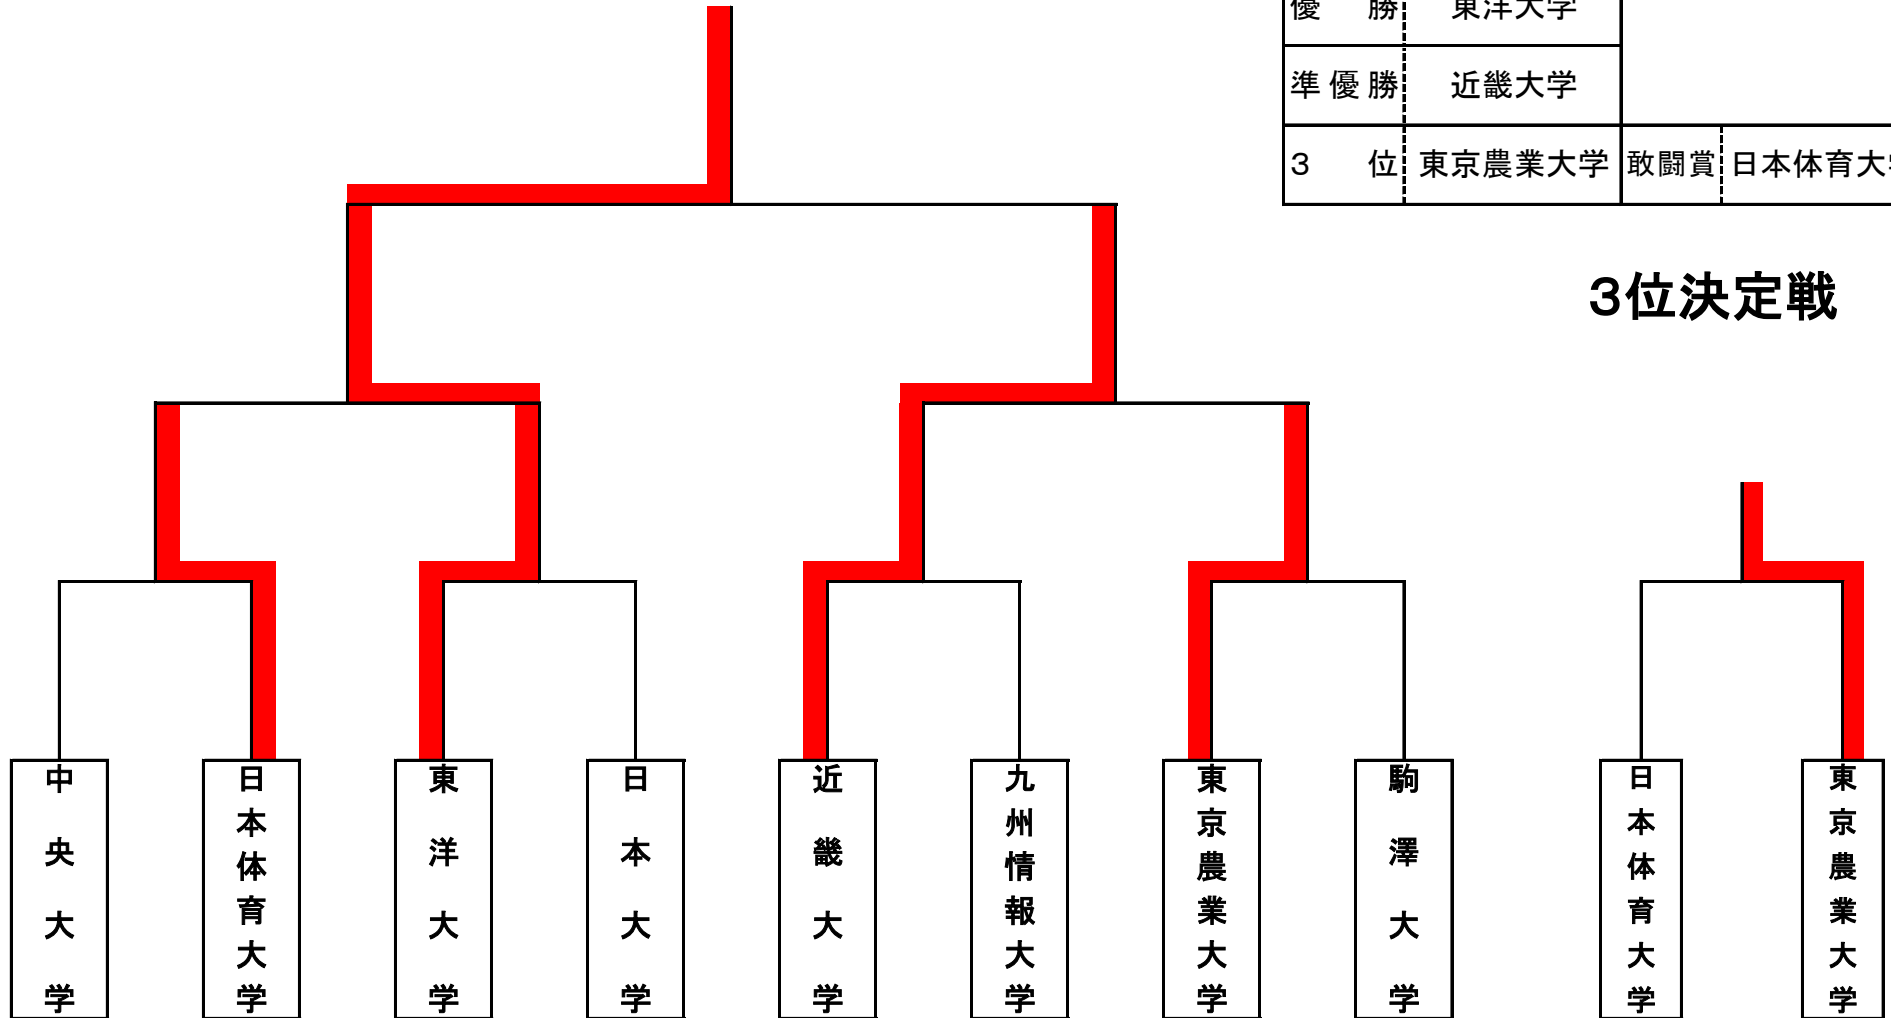 優勝 東洋大学
準優勝 近畿大学
3位 東京農業大学 敢闘賞 日本体育大学
3位決定戦
中央大学
日本体育大学
東洋大学
日本大学
近畿大学
九州情報大学
東京農業大学
駒澤大学
日本体育大学
東京農業大学